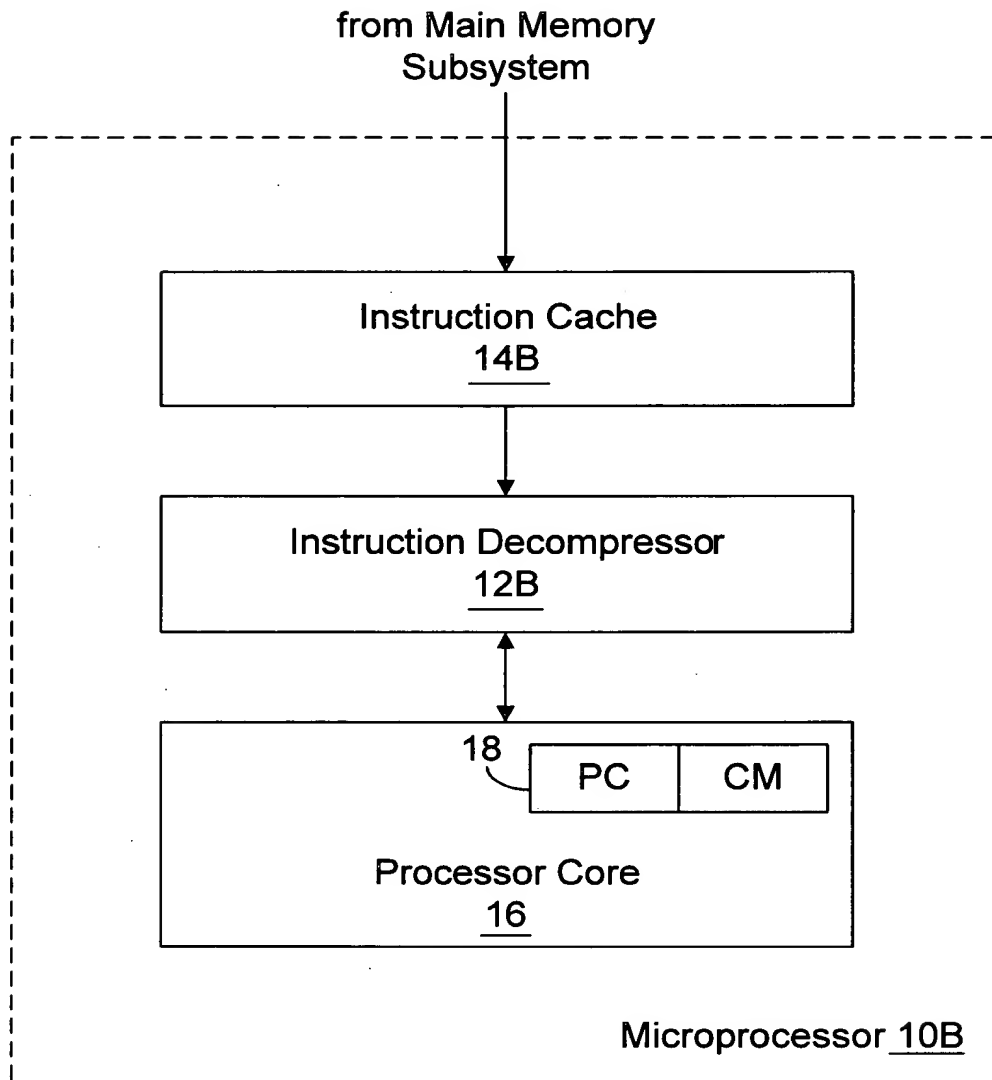 from Main Memory
Subsystem
Instruction Cache
14B
Instruction Decompressor
12B
18
PC CM
Processor Core
16
Microprocessor 10B